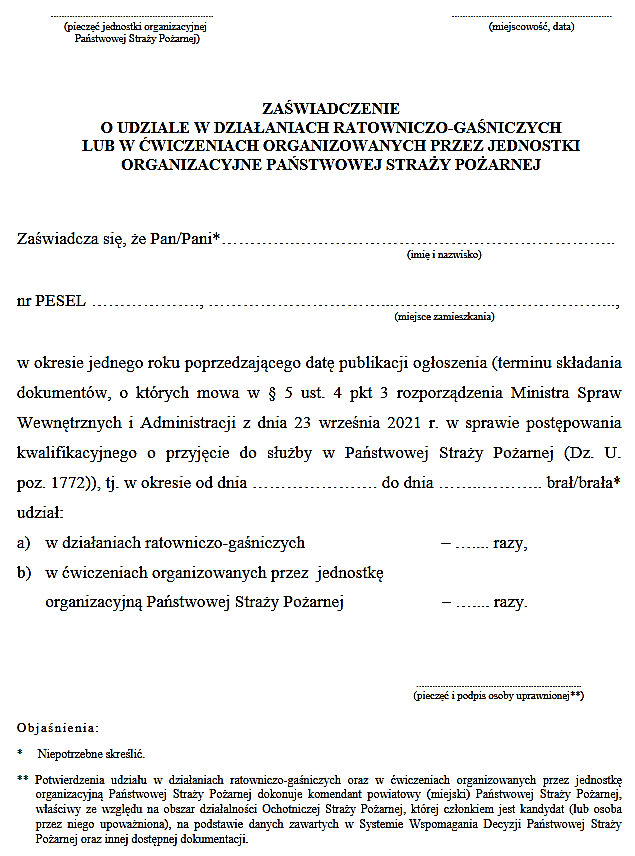 ........................................................ ........................................................
(pieczęć jednostki organizacyjnej (miejscowość, data)
Państwowej Straży Pożarnej)
ZAŚWIADCZENIE
O UDZIALE W DZIAŁANIACH RATOWNICZO-GAŚNICZYCH
LUB W ĆWICZENIACH ORGANIZOWANYCH PRZEZ JEDNOSTKI
ORGANIZACYJNE PAŃSTWOWEJ STRAŻY POŻARNEJ
Zaświadcza się, że Pan/Pani*…………………………………………………………….
(imię i nazwisko)
nr PESEL ………………., …………………………...…………………………………..,
(miejsce zamieszkania)
w okresie jednego roku poprzedzającego datę publikacji ogłoszenia (terminu składania
dokumentów, o których mowa w § 5 ust. 4 pkt 3 rozporządzenia Ministra Spraw
Wewnętrznych i Administracji z dnia 23 września 2021 r. w sprawie postępowania
kwalifikacyjnego o przyjęcie do służby w Państwowej Straży Pożarnej (Dz. U.
poz. 1772)), tj. w okresie od dnia …………………. do dnia …….……….. brał/brała*
udział:
a) w działaniach ratowniczo-gaśniczych – ……. razy,
b) w ćwiczeniach organizowanych przez jednostkę
organizacyjną Państwowej Straży Pożarnej – ……. razy.
........................................................
(pieczęć i podpis osoby uprawnionej**)
Objaśnienia:
* Niepotrzebne skreślić.
** Potwierdzenia udziału w działaniach ratowniczo-gaśniczych oraz w ćwiczeniach organizowanych przez jednostkę
organizacyjną Państwowej Straży Pożarnej dokonuje komendant powiatowy (miejski) Państwowej Straży Pożarnej,
właściwy ze względu na obszar działalności Ochotniczej Straży Pożarnej, której członkiem jest kandydat (lub osoba
przez niego upoważniona), na podstawie danych zawartych w Systemie Wspomagania Decyzji Państwowej Straży
Pożarnej oraz innej dostępnej dokumentacji.